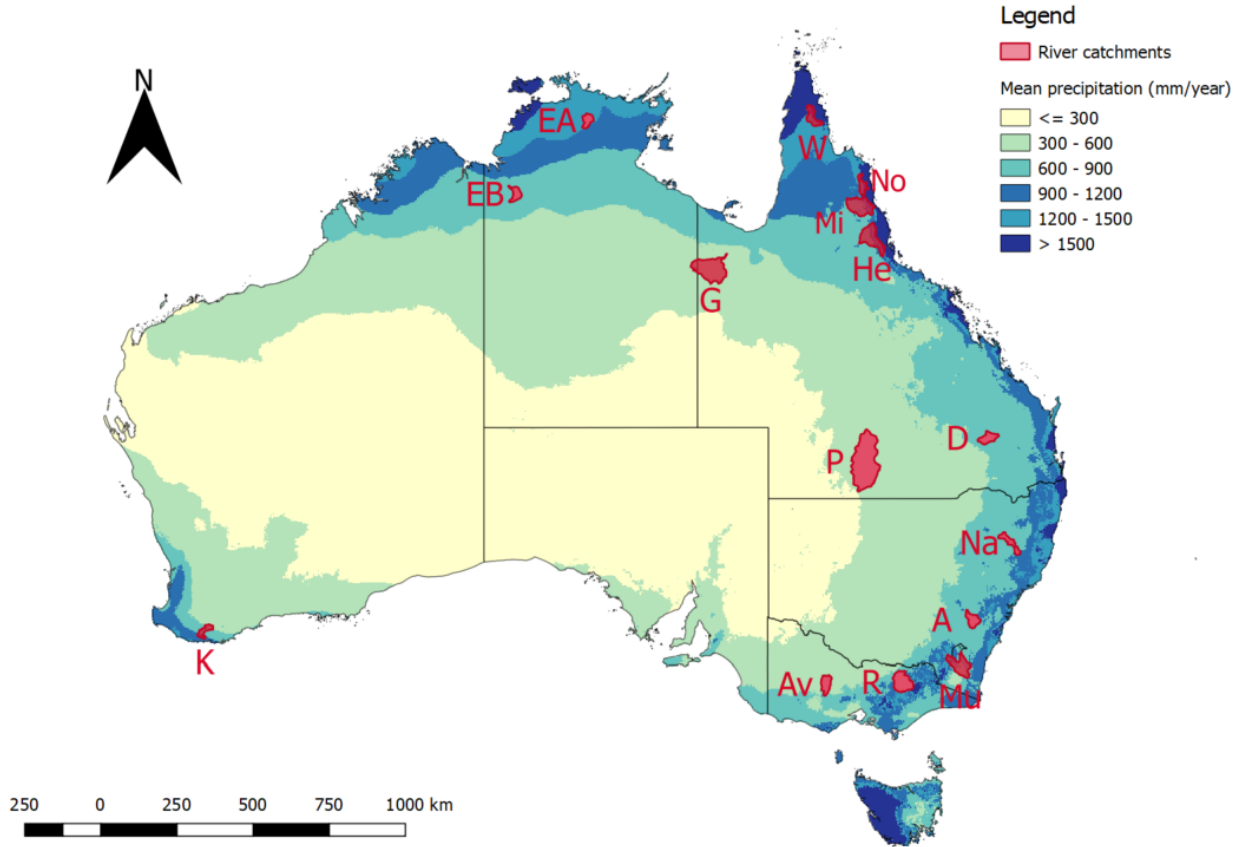 Legend
River catchments
Mean precipitation (mm/year)
<= 300
300 - 600
600 - 900
900 - 1200
1200 - 1500
> 1500
N
EA
W
EB
No
Mi
He
G
P
D
Na
A
K
Av
R
Mu
250 0 250 500 750 1000 km